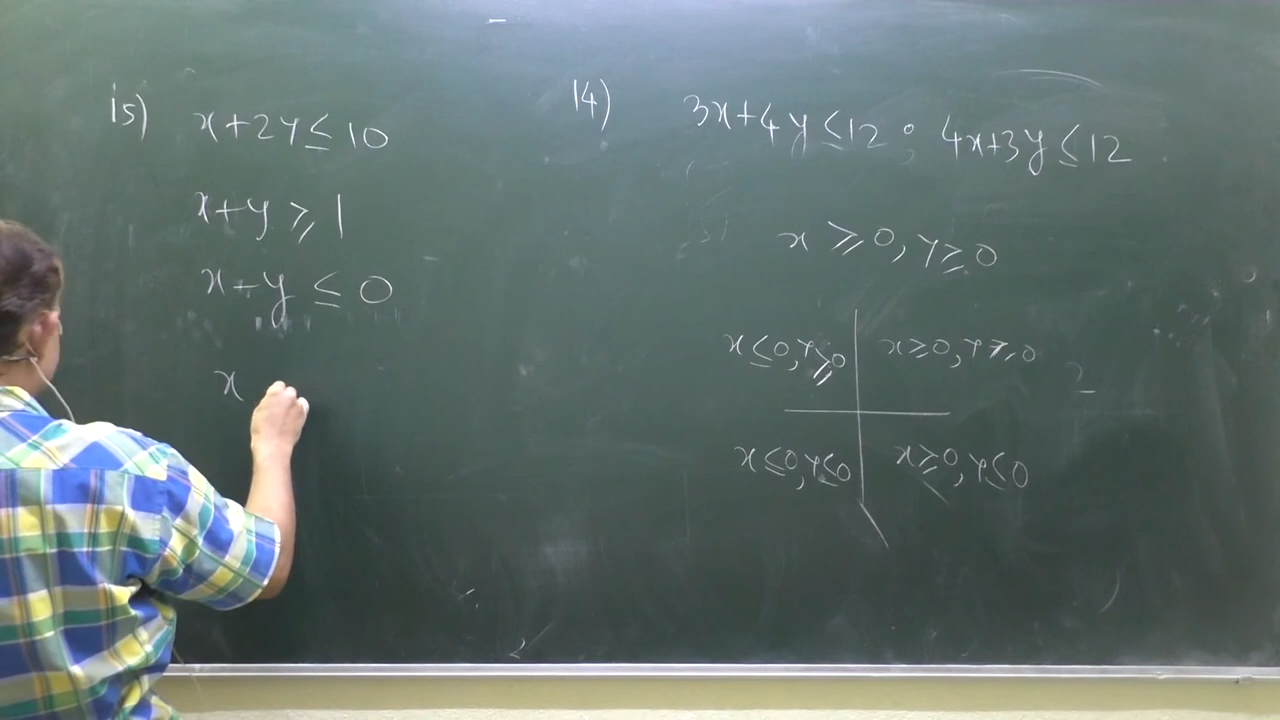 15) x+2y≤10
x+y≥1
x+y≤0
x
14) 3x+4y≤12; 4x+3y≤12
x≥0, y≥0
x≤0, y≥0 x≥0, y≥0
x≤0, y≤0 x≥0, y≤0